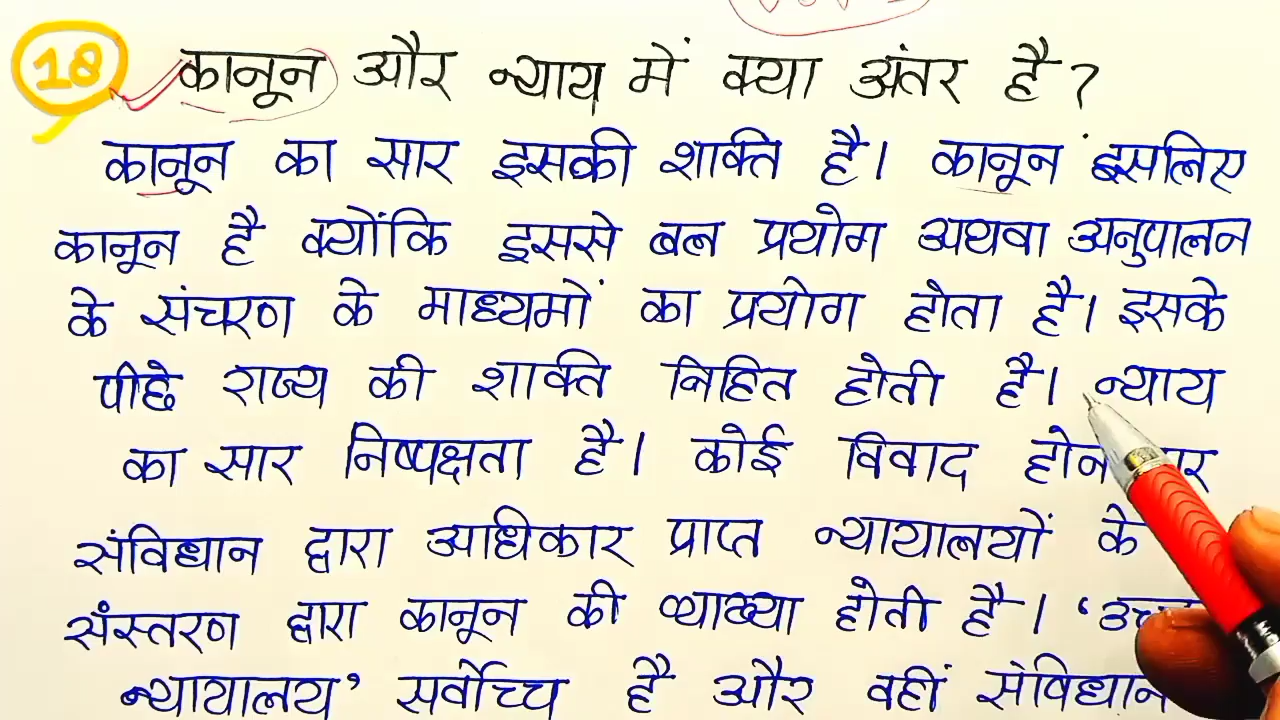 18 कानून और न्याय में क्या अंतर है?
कानून का सार इसकी शक्ति है। कानून इसलिए
कानून है क्योंकि इससे बल प्रयोग अथवा अनुपालन
के संचरण के माध्यमों का प्रयोग होता है। इसके
पीछे राज्य की शक्ति निहित होती है। न्याय
का सार निष्पक्षता है। कोई विवाद
संविधान द्वारा अधिकार प्राप्त न्यायालयों के
संस्तरण द्वारा कानून की व्याख्या होती है।
न्यायालय' सर्वोच्च है और वहीं संविधान